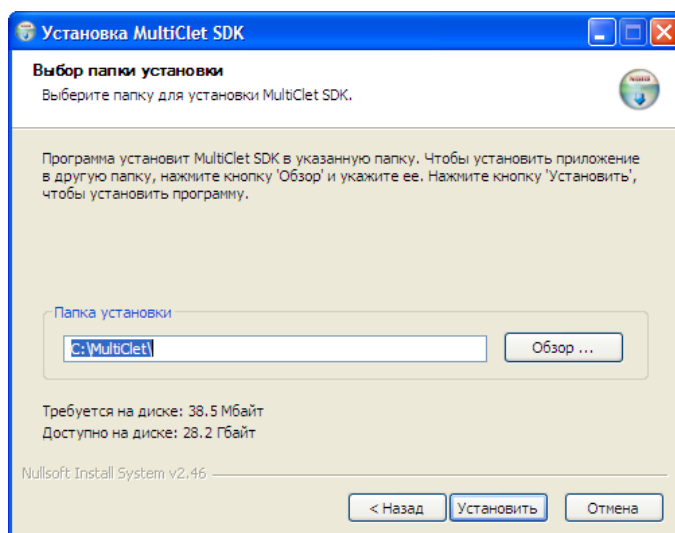 Установка MultiClet SDK
Выбор папки установки
Выберите папку для установки MultiClet SDK.
Программа установит MultiClet SDK в указанную папку. Чтобы установить приложение
в другую папку, нажмите кнопку 'Обзор' и укажите ее. Нажмите кнопку 'Установить',
чтобы установить программу.
Папка установки
C:\MultiClet\
Обзор ...
Требуется на диске: 38.5 Мбайт
Доступно на диске: 28.2 Гбайт
Nullsoft Install System v2.46
< Назад Установить Отмена